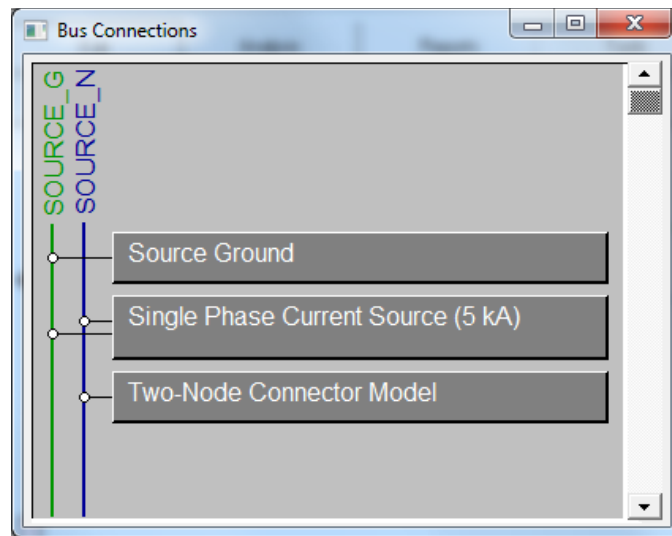 Bus Connections
SOURCE_G
SOURCE_N
Source Ground
Single Phase Current Source (5 kA)
Two-Node Connector Model